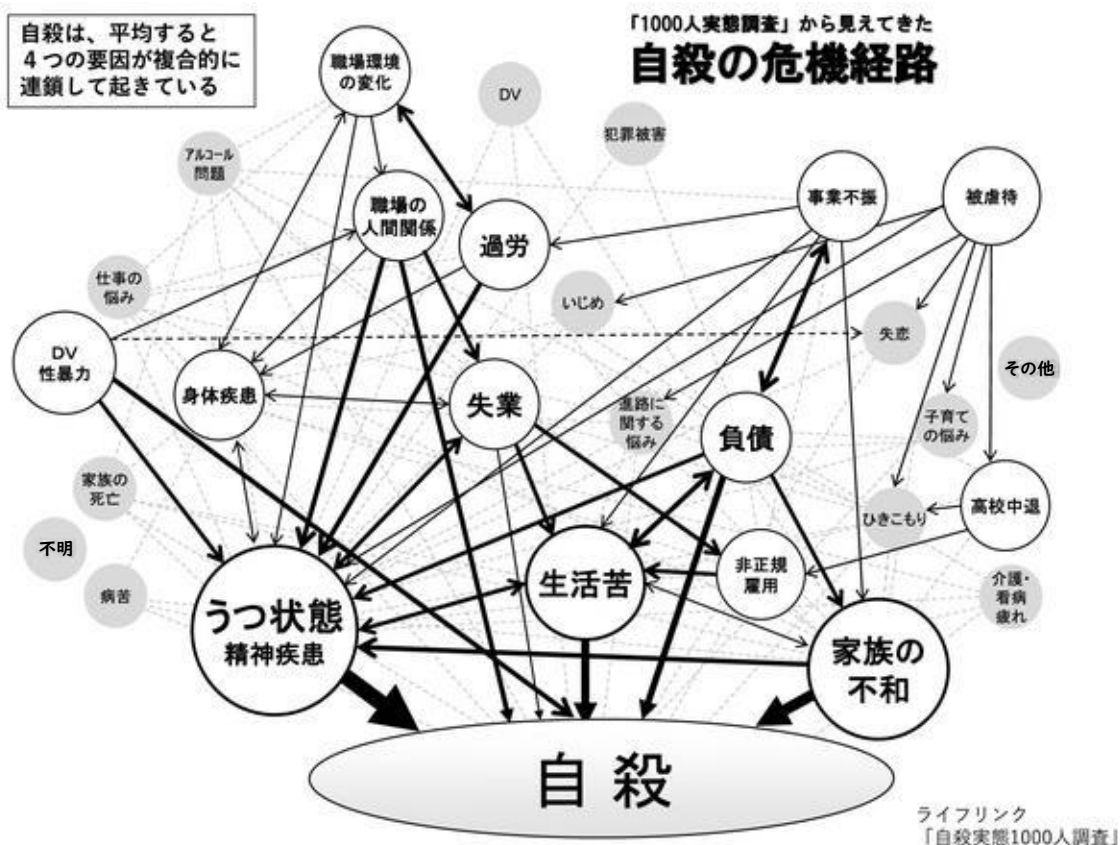 自殺は、平均すると
4つの要因が複合的に
連鎖して起きている
「1000人実態調査」から見えてきた
自殺の危機経路
職場環境
の変化
DV
犯罪被害
アルコール
問題
職場の
人間関係
過労
事業不振
被虐待
仕事の
悩み
いじめ
失恋
DV
性暴力
その他
身体疾患
失業
進路に
関する
悩み
負債
子育て
の悩み
家族の
死亡
ひきこもり
高校中退
不明
病苦
うつ状態
精神疾患
生活苦
非正規
雇用
介護・
看病
疲れ
家族の
不和
自殺
ライフリンク
「自殺実態1000人調査」